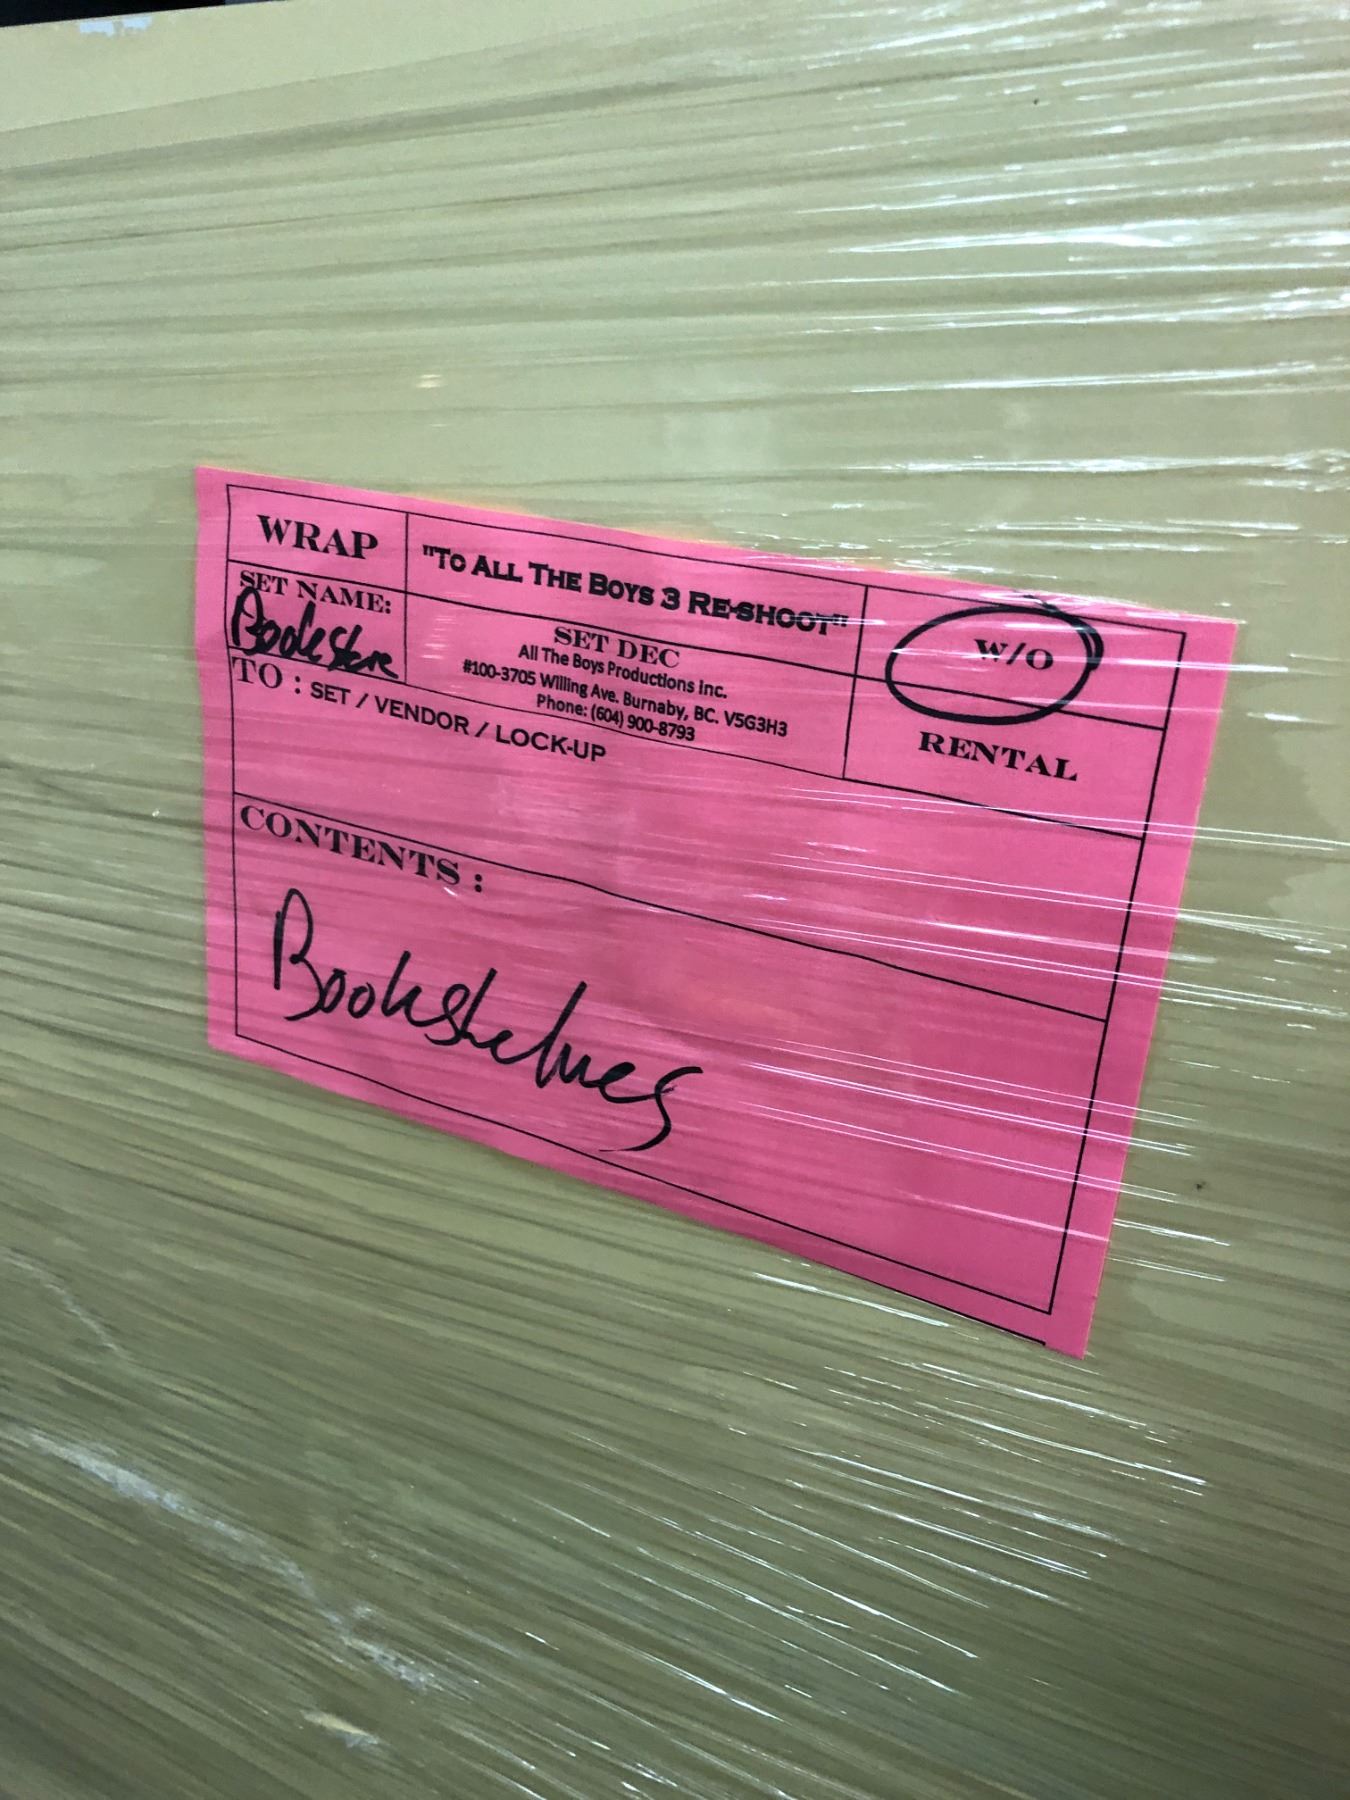 WRAP
"TO ALL THE BOYS 3 RE-SHOOT"
W/O
SET NAME:
Bookstore
SET DEC
All The Boys Productions Inc.
#100-3705 Willing Ave. Burnaby, BC. V5G3H3
Phone: (604) 900-8793
RENTAL
TO : SET / VENDOR / LOCK-UP
CONTENTS :
Bookshelves